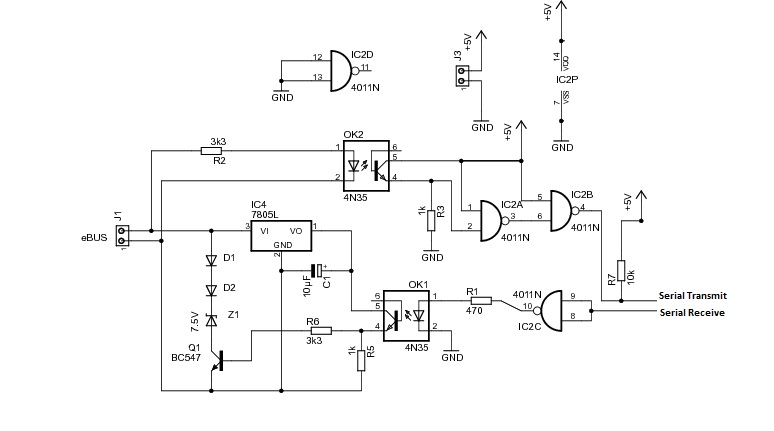 +5V
+5V
J3
1
IC2D
12
11
13
4011N
GND
14
VDD
IC2P
7
VSS
GND
GND
+5V
OK2
3k3
R2
1
6
5
2
4
4N35
IC4
7805L
1k
R3
GND
IC2A
1
3
2
4011N
IC2B
5
4
6
4011N
+5V
J1
eBUS
1
3
VI
VO
1
GND
2
D1
D2
7.5V
Z1
10µF
+
C1
OK1
6
5
4
1
2
4N35
R1
470
4011N
10
IC2C
9
8
R7
10k
Serial Transmit
Serial Receive
Q1
BC547
R6
3k3
1k
R5
GND